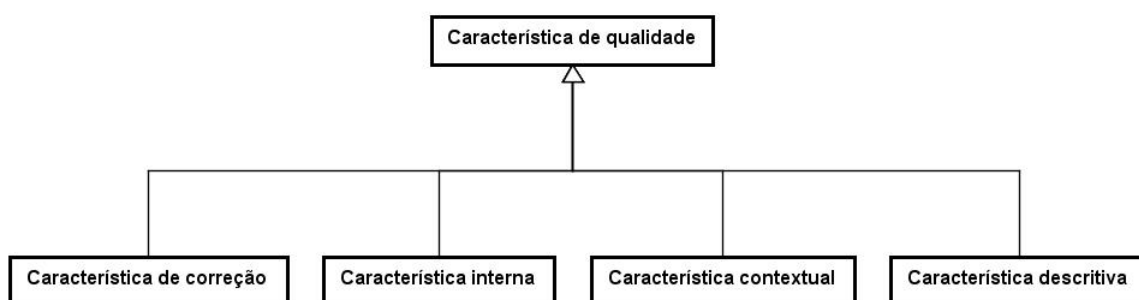 Característica de qualidade
Característica de correção
Característica interna
Característica contextual
Característica descritiva